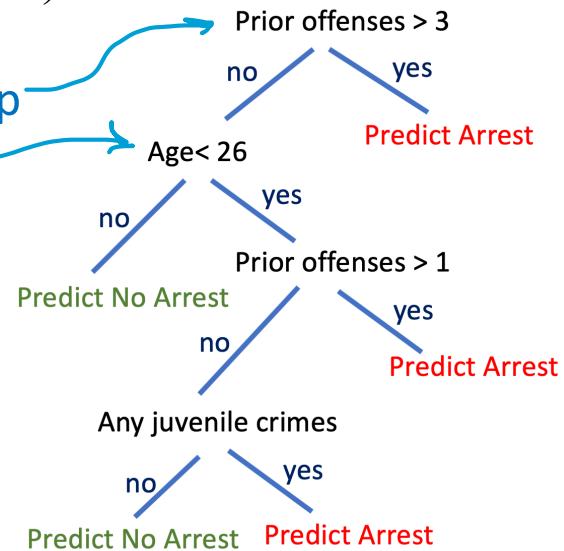 Prior offenses > 3
no
yes
p
Predict Arrest
Age< 26
no
yes
Prior offenses > 1
Predict No Arrest
no
yes
Predict Arrest
Any juvenile crimes
no
yes
Predict No Arrest
Predict Arrest